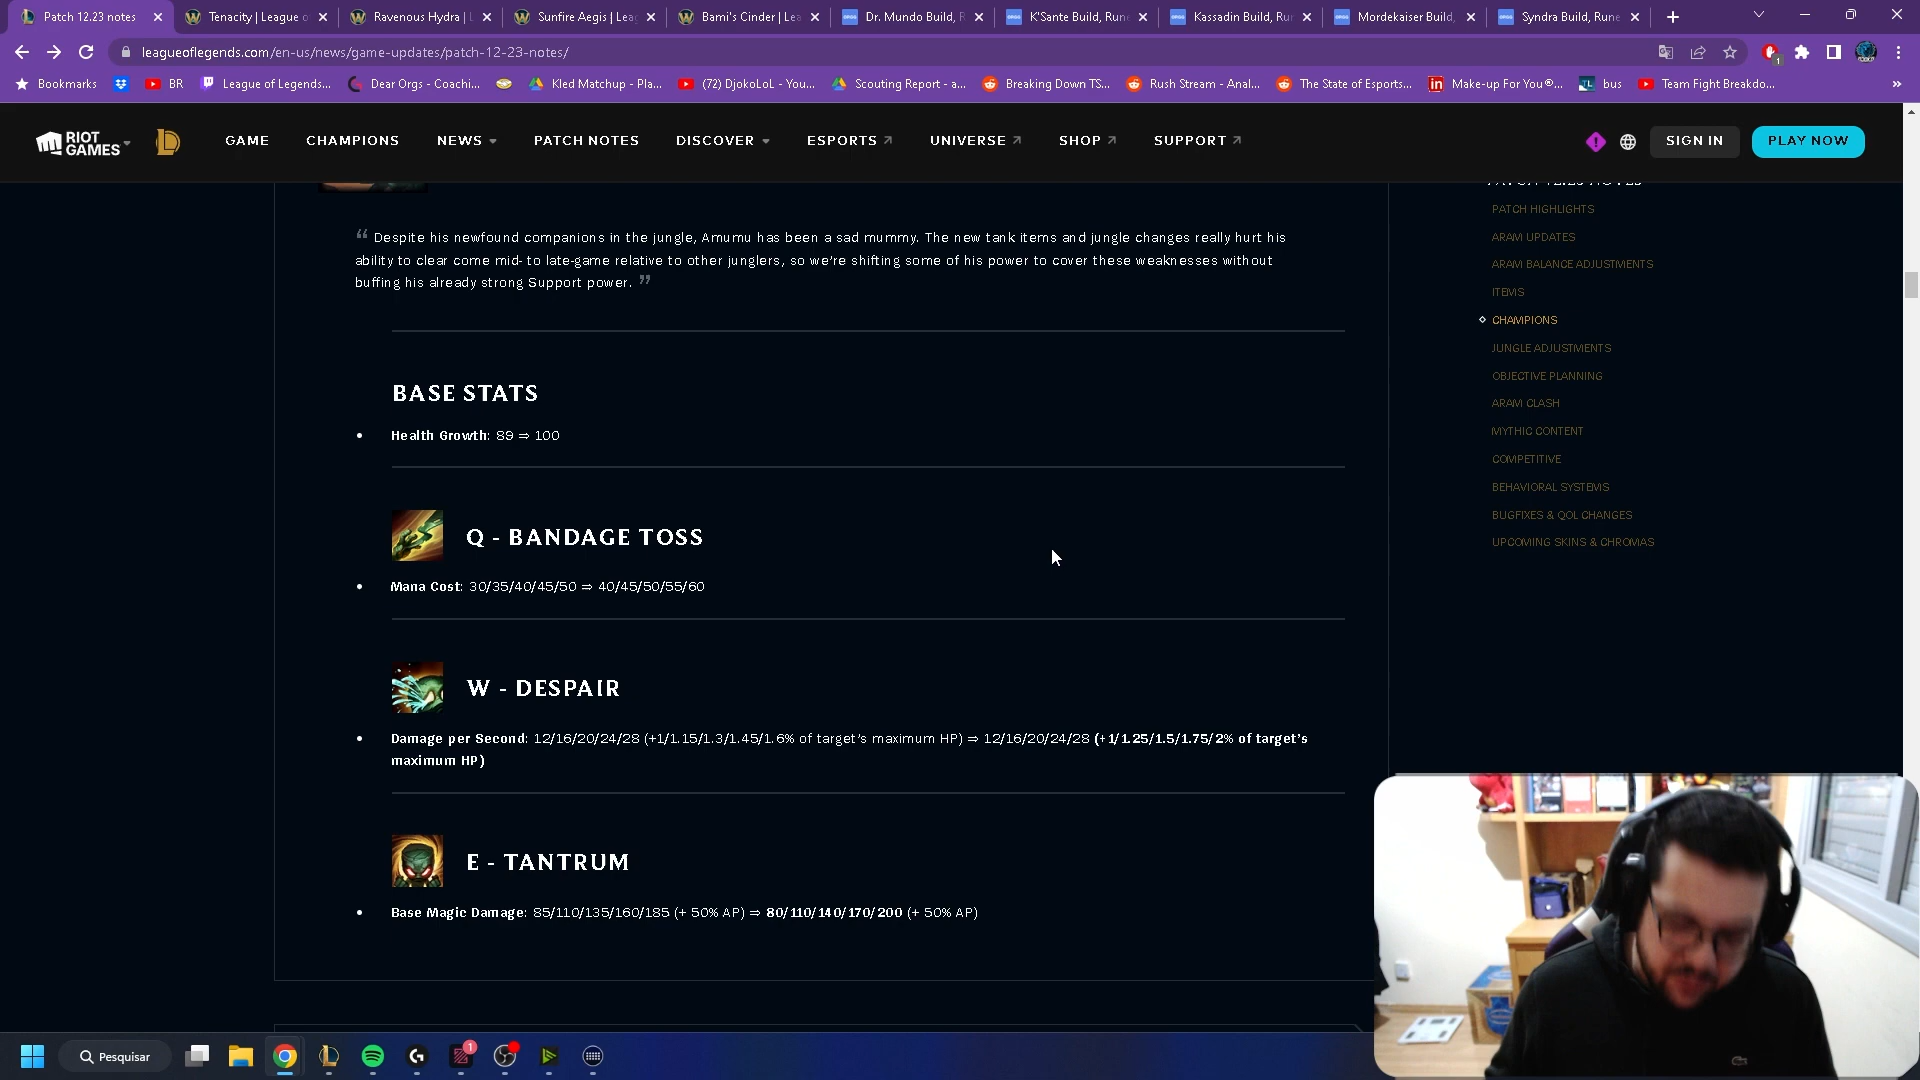 Patch 12.23 notes
Tenacity | League o
Ravenous Hydra | L
Sunfire Aegis | Lea
Bami's Cinder | Lea
Dr. Mundo Build, R
K'Sante Build, Run
Kassadin Build, Ru
Mordekaiser Build,
Syndra Build, Rune
leagueoflegends.com/en-us/news/game-updates/patch-12-23-notes/
1
Bookmarks
BR
League of Legends...
Dear Orgs - Coachi...
Kled Matchup - Pla...
(72) DjokoLoL - You...
Scouting Report - a...
Breaking Down TS...
Rush Stream - Anal...
The State of Esports...
Make-up For You®...
bus
Team Fight Breakdo...
»
RIOT GAMES
GAME
CHAMPIONS
NEWS
PATCH NOTES
DISCOVER
ESPORTS
UNIVERSE
SHOP
SUPPORT
SIGN IN
PLAY NOW
“ Despite his newfound companions in the jungle, Amumu has been a sad mummy. The new tank items and jungle changes really hurt his
ability to clear come mid- to late-game relative to other junglers, so we're shifting some of his power to cover these weaknesses without
buffing his already strong Support power. ”
BASE STATS
• Health Growth: 89 ⇒ 100
Q - BANDAGE TOSS
• Mana Cost: 30/35/40/45/50 ⇒ 40/45/50/55/60
W - DESPAIR
• Damage per Second: 12/16/20/24/28 (+1/1.15/1.3/1.45/1.6% of target's maximum HP) ⇒ 12/16/20/24/28 (+1/1.25/1.5/1.75/2% of target's
maximum HP)
E - TANTRUM
• Base Magic Damage: 85/110/135/160/185 (+ 50% AP) ⇒ 80/110/140/170/200 (+ 50% AP)
PATCH 12.23 NOTES
PATCH HIGHLIGHTS
ARAM UPDATES
ARAM BALANCE ADJUSTMENTS
ITEMS
CHAMPIONS
JUNGLE ADJUSTMENTS
OBJECTIVE PLANNING
ARAM CLASH
MYTHIC CONTENT
COMPETITIVE
BEHAVIORAL SYSTEMS
BUGFIXES & QOL CHANGES
UPCOMING SKINS & CHROMAS
Pesquisar
1